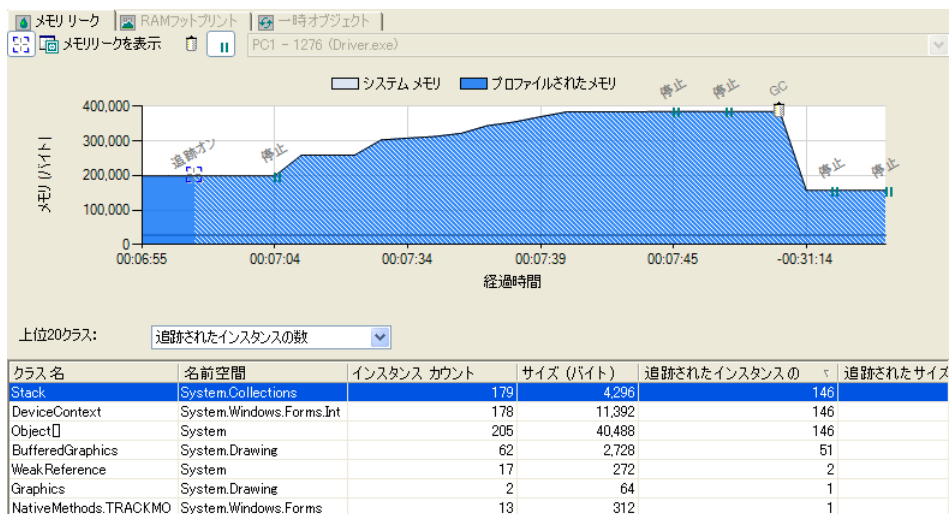 メモリ リーク RAMフットプリント 一時オブジェクト
メモリリークを表示 PC1 - 1276 (Driver.exe)
システム メモリ プロファイルされたメモリ
停止 停止 GC
400,000
300,000
追跡オン 停止
200,000
停止 停止
100,000
0
メモリ (バイト)
00:06:55 00:07:04 00:07:34 00:07:39 00:07:45 -00:31:14
経過時間
上位20クラス: 追跡されたインスタンスの数
クラス名 名前空間 インスタンス カウント サイズ (バイト) 追跡されたインスタンスの 追跡されたサイズ
Stack System.Collections 179 4,296 146
DeviceContext System.Windows.Forms.Int 178 11,392 146
Object[] System 205 40,488 146
BufferedGraphics System.Drawing 62 2,728 51
WeakReference System 17 272 2
Graphics System.Drawing 2 64 1
NativeMethods.TRACKMO System.Windows.Forms 13 312 1